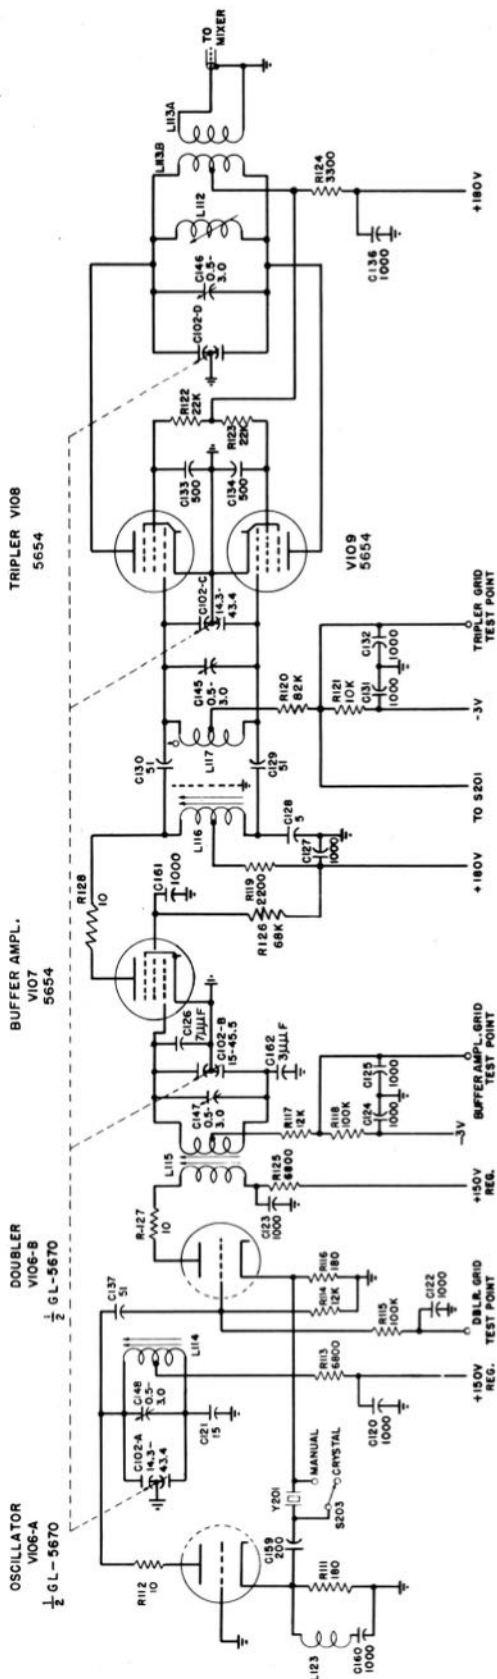 OSCILLATOR
V106-A
½ GL-5670
DOUBLER
V106-B
½ GL-5670
BUFFER AMPL.
V107
5654
TRIPLER V108
5654
R112
10
C102-A
14.3-
43.4
C148
0.5-
3.0
C121
15
L114
C137
51
R-127
10
L115
C147
0.5-
3.0
C126
7µµF
C102-B
15-45.5
C162
3µµF
R128
10
C161
1000
L116
C130
51
L117
C129
51
C145
0.5-
3.0
C102-C
14.3-
43.4
C133
500
C134
500
R122
22K
R123
22K
V109
5654
C102-D
C146
0.5-
3.0
L112
L113B
L113A
TO
MIXER
L123
C160
1000
R111
180
C159
200
Y201
S203
MANUAL
CRYSTAL
C120
1000
R113
6800
+150V
REG.
R114
12K
R116
180
R115
100K
C122
1000
DBLR. GRID
TEST POINT
C123
1000
R125
6800
+150V
REG.
R117
12K
R118
100K
C124
1000
C125
1000
-3V
BUFFER AMPL. GRID
TEST POINT
R119
2200
R126
68K
C128
5
C127
1000
+180V
TO S201
R120
82K
R121
10K
C131
1000
C132
1000
-3V
TRIPLER GRID
TEST POINT
R124
3300
C136
1000
+180V